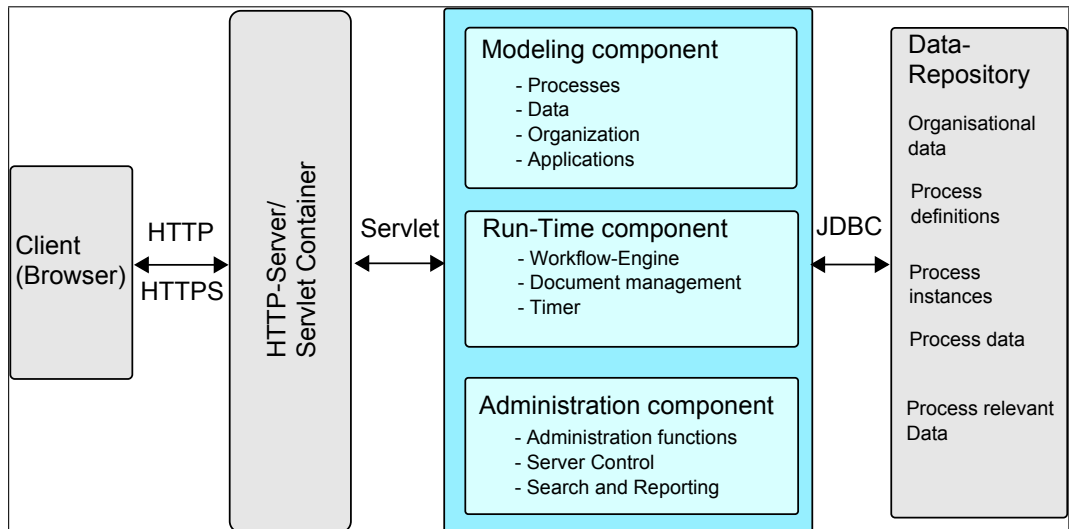 Client
(Browser)
HTTP
HTTPS
HTTP-Server/
Servlet Container
Servlet
Modeling component
- Processes
- Data
- Organization
- Applications
Run-Time component
- Workflow-Engine
- Document management
- Timer
Administration component
- Administration functions
- Server Control
- Search and Reporting
JDBC
Data-
Repository
Organisational
data
Process
definitions
Process
instances
Process data
Process relevant
Data